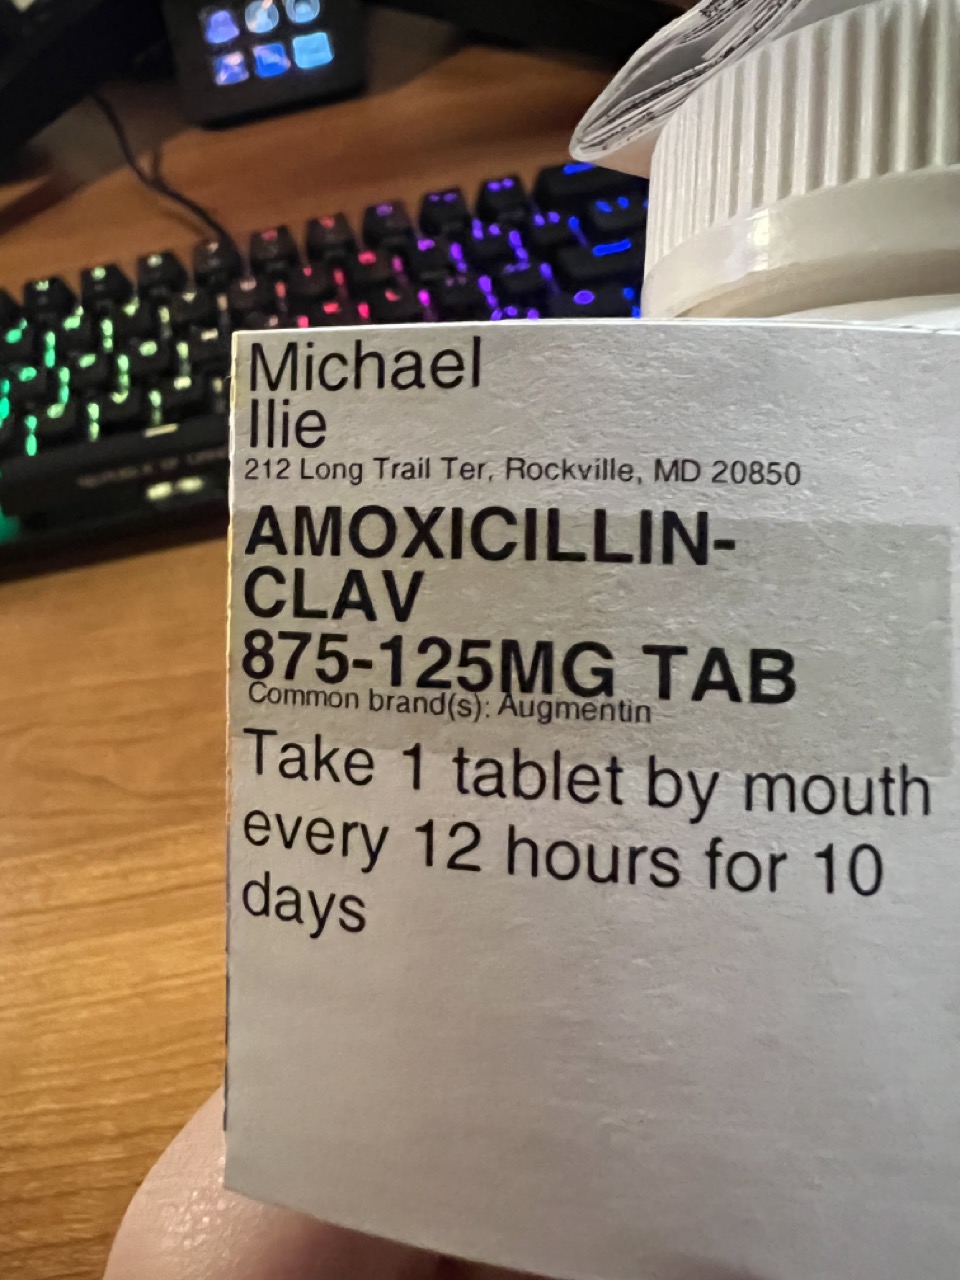 Michael
Ilie
212 Long Trail Ter, Rockville, MD 20850
AMOXICILLIN-
CLAV
875-125MG TAB
Common brand(s): Augmentin
Take 1 tablet by mouth
every 12 hours for 10
days